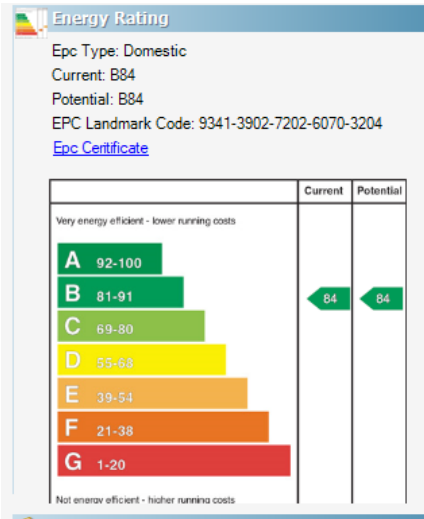 Energy Rating
Epc Type: Domestic
Current: B84
Potential: B84
EPC Landmark Code: 9341-3902-7202-6070-3204
Epc Ceritificate
Current Potential
Very energy efficient - lower running costs
A 92-100
B 81-91 84 84
C 69-80
D 55-68
E 39-54
F 21-38
G 1-20
Not energy efficient - higher running costs